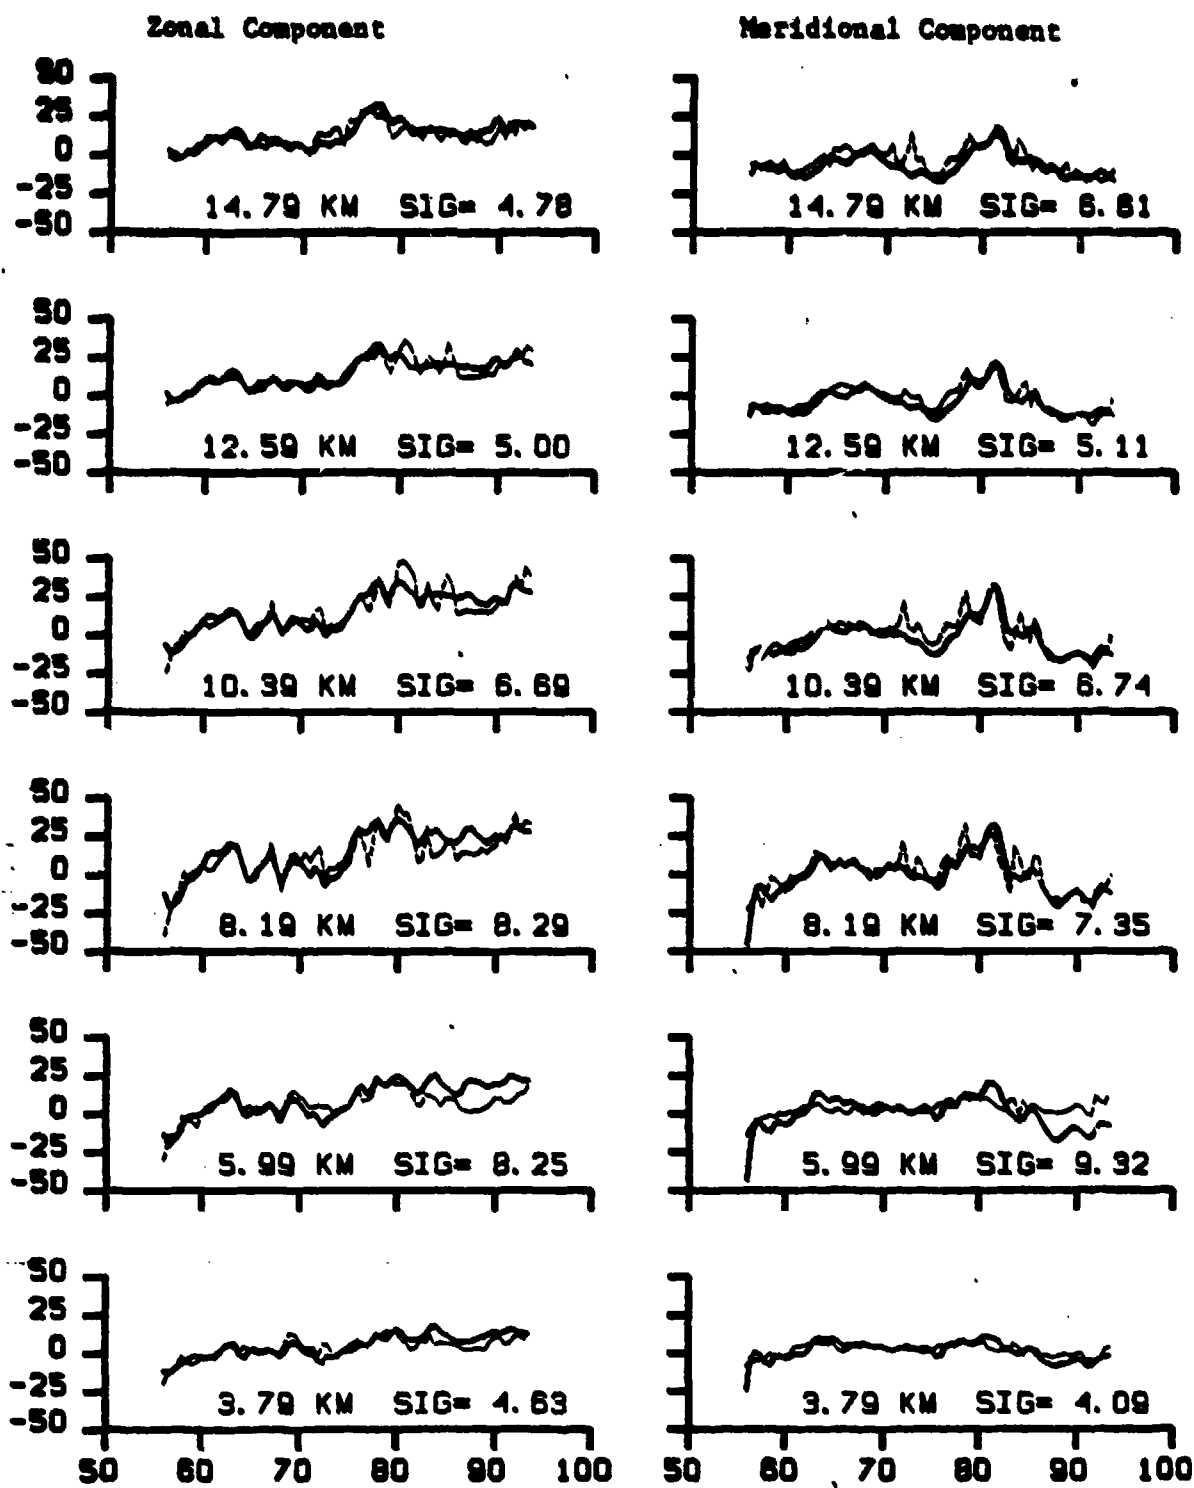 Zonal Component
Meridional Component
50
25
0
-25
-50
14.79 KM SIG= 4.78
14.79 KM SIG= 6.61
50
25
0
-25
-50
12.59 KM SIG= 5.00
12.59 KM SIG= 5.11
50
25
0
-25
-50
10.39 KM SIG= 6.69
10.39 KM SIG= 6.74
50
25
0
-25
-50
8.19 KM SIG= 8.29
8.19 KM SIG= 7.35
50
25
0
-25
-50
5.99 KM SIG= 8.25
5.99 KM SIG= 9.32
50
25
0
-25
-50
3.79 KM SIG= 4.63
3.79 KM SIG= 4.09
50 60 70 80 90 100
50 60 70 80 90 100